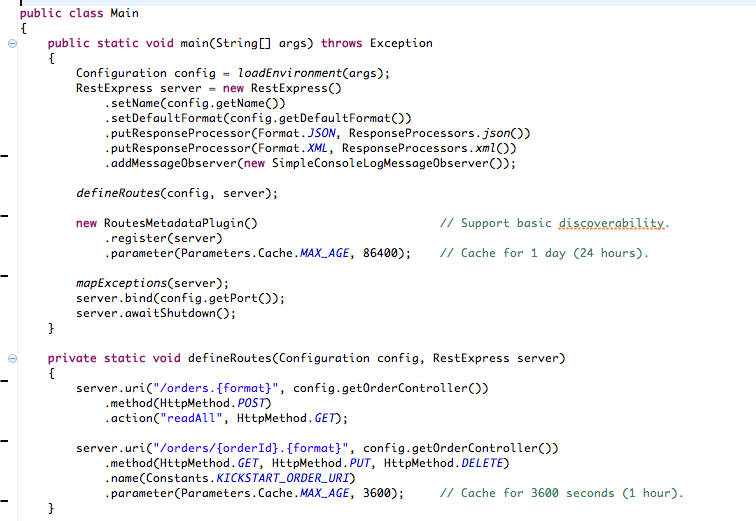 public class Main
{
    public static void main(String[] args) throws Exception
    {
        Configuration config = loadEnvironment(args);
        RestExpress server = new RestExpress()
            .setName(config.getName())
            .setDefaultFormat(config.getDefaultFormat())
            .putResponseProcessor(Format.JSON, ResponseProcessors.json())
            .putResponseProcessor(Format.XML, ResponseProcessors.xml())
            .addMessageObserver(new SimpleConsoleLogMessageObserver());

        defineRoutes(config, server);

        new RoutesMetadataPlugin()                          // Support basic discoverability.
            .register(server)
            .parameter(Parameters.Cache.MAX_AGE, 86400);    // Cache for 1 day (24 hours).

        mapExceptions(server);
        server.bind(config.getPort());
        server.awaitShutdown();
    }

    private static void defineRoutes(Configuration config, RestExpress server)
    {
        server.uri("/orders.{format}", config.getOrderController())
            .method(HttpMethod.POST)
            .action("readAll", HttpMethod.GET);

        server.uri("/orders/{orderId}.{format}", config.getOrderController())
            .method(HttpMethod.GET, HttpMethod.PUT, HttpMethod.DELETE)
            .name(Constants.KICKSTART_ORDER_URI)
            .parameter(Parameters.Cache.MAX_AGE, 3600);     // Cache for 3600 seconds (1 hour).
    }